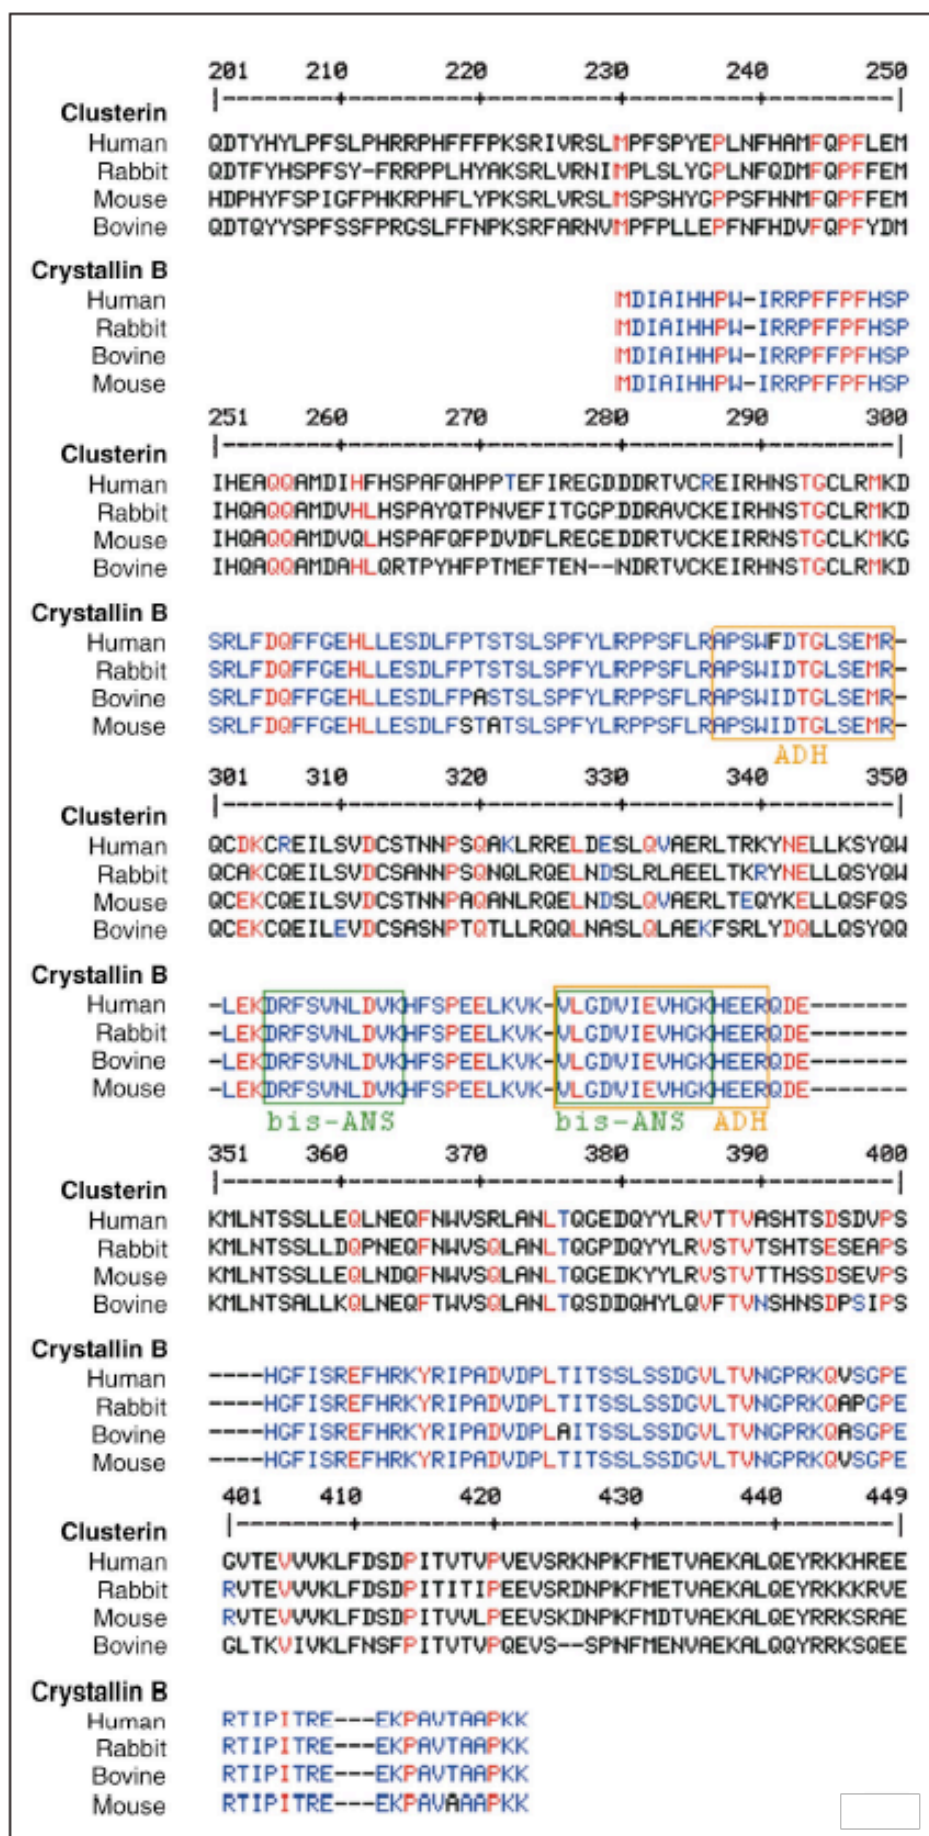 201 210 220 230 240 250
|--------+---------+---------+---------+---------|
Clusterin
Human QDTYHYLPFSLPHRRPHFFFPKSRIVRSLMPFSPYEPLNFHAMFQPFLEM
Rabbit QDTFYHSPFSY-FRRPPLHYAKSRLVRNIMPLSLYGPLNFQDMFQPFFEM
Mouse HDPHYFSPIGFPHKRPHFLYPKSRLVRSLMSPSHYGPPSFHNMFQPFFEM
Bovine QDTQYYSPFSSFPRGSLFFNPKSRFARNVMPFPLLEPFNFHDVFQPFYDM
Crystallin B
Human MDIAIHHPW-IRRPFFPFHSP
Rabbit MDIAIHHPW-IRRPFFPFHSP
Bovine MDIAIHHPW-IRRPFFPFHSP
Mouse MDIAIHHPW-IRRPFFPFHSP
251 260 270 280 290 300
|--------+---------+---------+---------+---------|
Clusterin
Human IHEAQQAMDIHFHSPAFQHPPTEFIREGDDDRTVCREIRHNSTGCLRMKD
Rabbit IHQAQQAMDVHLHSPAYQTPNVEFITGGPDDRAVCKEIRHNSTGCLRMKD
Mouse IHQAQQAMDVQLHSPAFQFPDVDFLREGEDDRTVCKEIRRNSTGCLKMKG
Bovine IHQAQQAMDAHLQRTPYHFPTMEFTEN--NDRTVCKEIRHNSTGCLRMKD
Crystallin B
Human SRLFDQFFGEHLLESDLFPTSTSLSPFYLRPPSFLRAPSWFDTGLSEMR-
Rabbit SRLFDQFFGEHLLESDLFPTSTSLSPFYLRPPSFLRAPSWIDTGLSEMR-
Bovine SRLFDQFFGEHLLESDLFPASTSLSPFYLRPPSFLRAPSWIDTGLSEMR-
Mouse SRLFDQFFGEHLLESDLFSTATSLSPFYLRPPSFLRAPSWIDTGLSEMR-
ADH
301 310 320 330 340 350
|--------+---------+---------+---------+---------|
Clusterin
Human QCDKCREILSVDCSTNNPSQAKLRRELDESLQVAERLTRKYNELLKSYQW
Rabbit QCAKCQEILSVDCSANNPSQNQLRQELNDSLRLAEELTKRYNELLQSYQW
Mouse QCEKCQEILSVDCSTNNPAQANLRQELNDSLQVAERLTEQYKELLQSFQS
Bovine QCEKCQEILEVDCSASNPTQTLLRQQLNASLQLAEKFSRLYDQLLQSYQQ
Crystallin B
Human -LEKDRFSVNLDVKHFSPEELKVK-VLGDVIEVHGKHEERQDE-------
Rabbit -LEKDRFSVNLDVKHFSPEELKVK-VLGDVIEVHGKHEERQDE-------
Bovine -LEKDRFSVNLDVKHFSPEELKVK-VLGDVIEVHGKHEERQDE-------
Mouse -LEKDRFSVNLDVKHFSPEELKVK-VLGDVIEVHGKHEERQDE-------
bis-ANS bis-ANS ADH
351 360 370 380 390 400
|--------+---------+---------+---------+---------|
Clusterin
Human KMLNTSSLLEQLNEQFNWVSRLANLTQGEDQYYLRVTTVASHTSDSDVPS
Rabbit KMLNTSSLLDQPNEQFNWVSQLANLTQGPDQYYLRVSTVTSHTSESEAPS
Mouse KMLNTSSLLEQLNDQFNWVSQLANLTQGEDKYYLRVSTVTTHSSDSEVPS
Bovine KMLNTSALLKQLNEQFTWVSQLANLTQSDDQHYLQVFTVNSHNSDPSIPS
Crystallin B
Human ----HGFISREFHRKYRIPADVDPLTITSSLSSDGVLTVNGPRKQVSGPE
Rabbit ----HGFISREFHRKYRIPADVDPLTITSSLSSDGVLTVNGPRKQAPGPE
Bovine ----HGFISREFHRKYRIPADVDPLAITSSLSSDGVLTVNGPRKQASGPE
Mouse ----HGFISREFHRKYRIPADVDPLTITSSLSSDGVLTVNGPRKQVSGPE
401 410 420 430 440 449
|--------+---------+---------+---------+--------|
Clusterin
Human GVTEVVVKLFDSDPITVTVPVEVSRKNPKFMETVAEKALQEYRKKHREE
Rabbit RVTEVVVKLFDSDPITITIPEEVSRDNPKFMETVAEKALQEYRKKKRVE
Mouse RVTEVVVKLFDSDPITVVLPEEVSKDNPKFMDTVAEKALQEYRRKSRAE
Bovine GLTKVIVKLFNSFPITVTVPQEVS--SPNFMENVAEKALQQYRRKSQEE
Crystallin B
Human RTIPITRE---EKPAVTAAPKK
Rabbit RTIPITRE---EKPAVTAAPKK
Bovine RTIPITRE---EKPAVTAAPKK
Mouse RTIPITRE---EKPAVAAAPKK